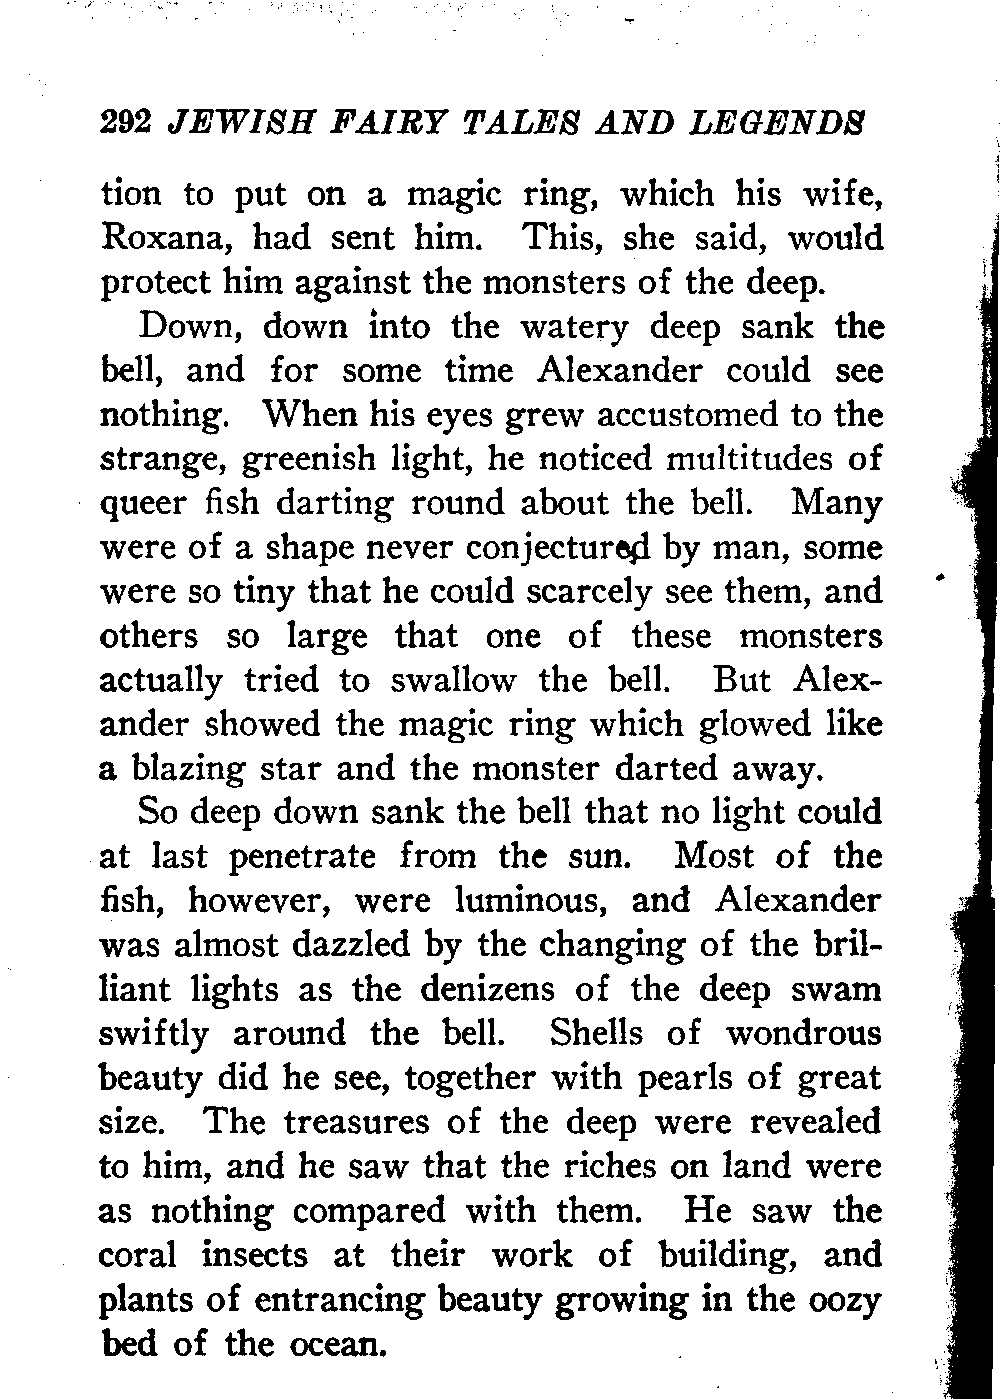 292 JEWISH FAIRY TALES AND LEGENDS
tion to put on a magic ring, which his wife,
Roxana, had sent him. This, she said, would
protect him against the monsters of the deep.
Down, down into the watery deep sank the
bell, and for some time Alexander could see
nothing. When his eyes grew accustomed to the
strange, greenish light, he noticed multitudes of
queer fish darting round about the bell. Many
were of a shape never conjectured by man, some
were so tiny that he could scarcely see them, and
others so large that one of these monsters
actually tried to swallow the bell. But Alex-
ander showed the magic ring which glowed like
a blazing star and the monster darted away.
So deep down sank the bell that no light could
at last penetrate from the sun. Most of the
fish, however, were luminous, and Alexander
was almost dazzled by the changing of the bril-
liant lights as the denizens of the deep swam
swiftly around the bell. Shells of wondrous
beauty did he see, together with pearls of great
size. The treasures of the deep were revealed
to him, and he saw that the riches on land were
as nothing compared with them. He saw the
coral insects at their work of building, and
plants of entrancing beauty growing in the oozy
bed of the ocean.